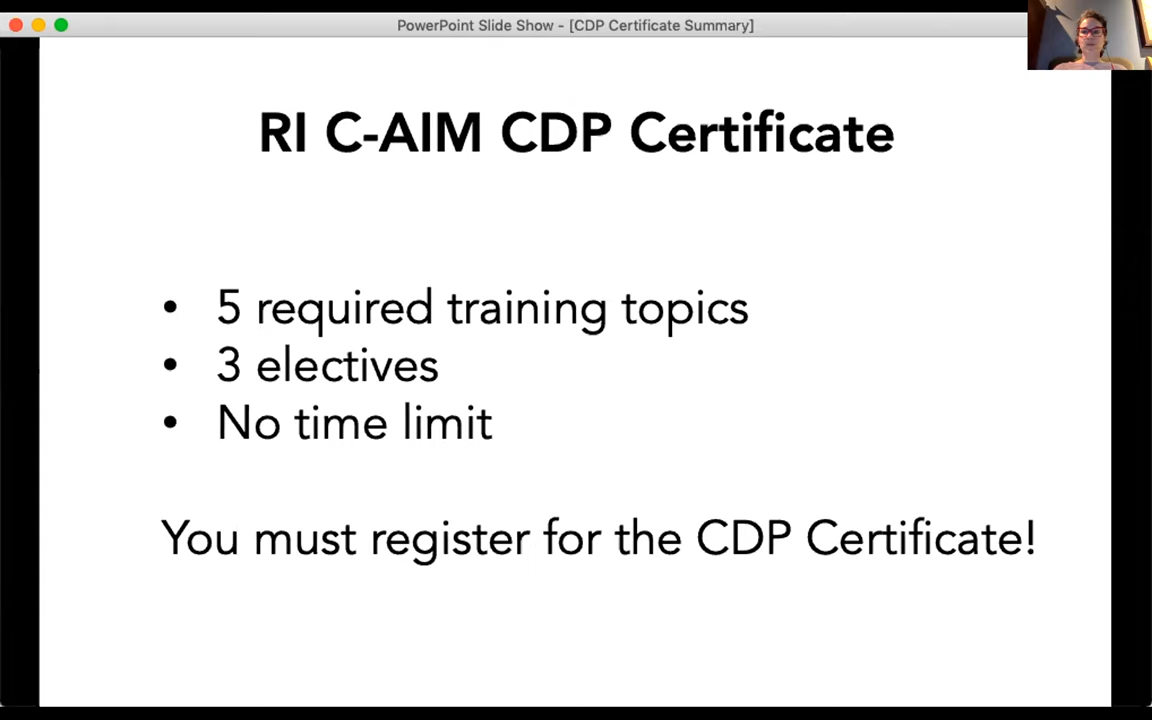 PowerPoint Slide Show - [CDP Certificate Summary]
RI C-AIM CDP Certificate
• 5 required training topics
• 3 electives
• No time limit
You must register for the CDP Certificate!